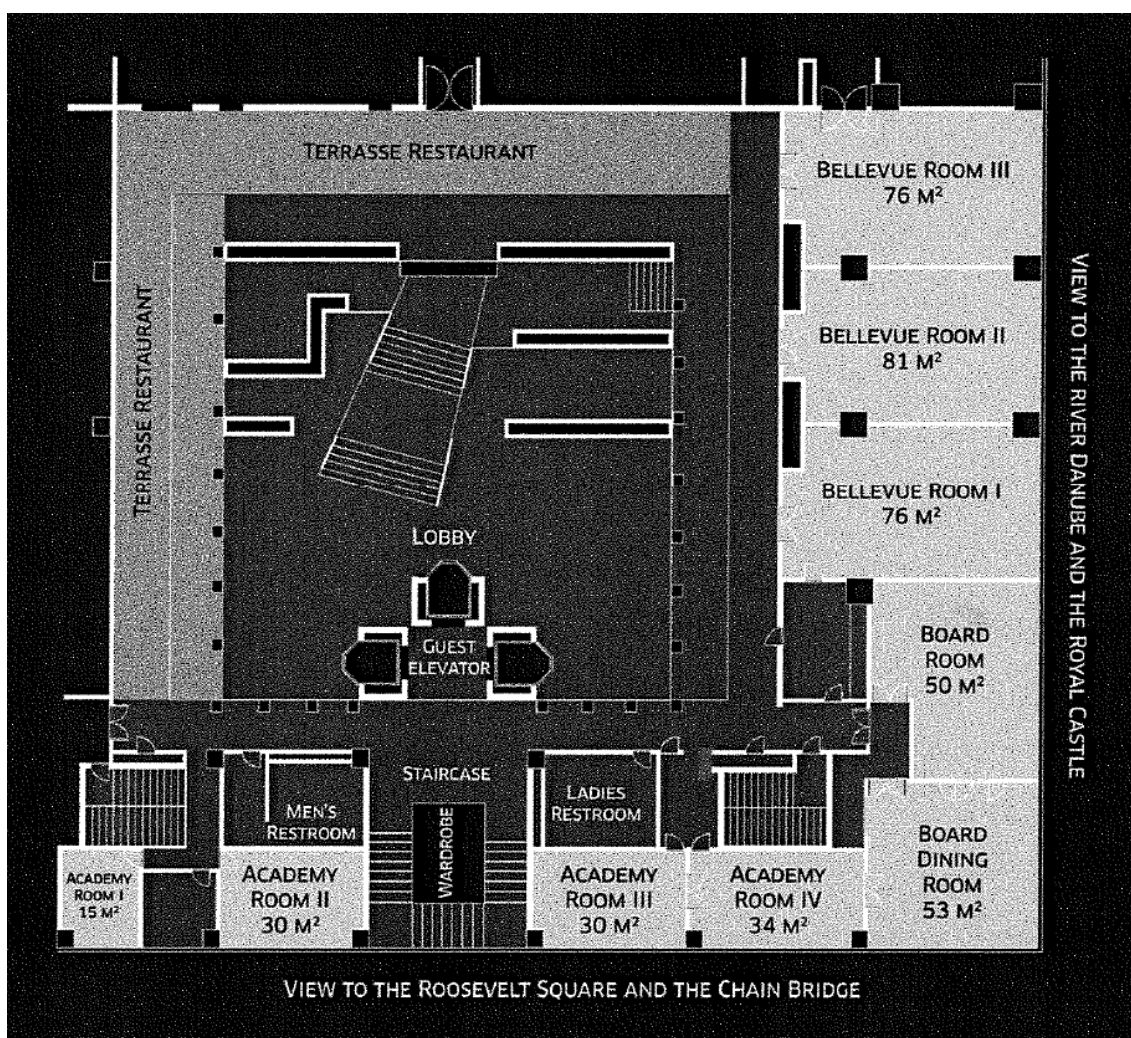 TERRASSE RESTAURANT
BELLEVUE ROOM III
76 M²
TERRASSE RESTAURANT
BELLEVUE ROOM II
81 M²
VIEW TO THE RIVER DANUBE AND THE ROYAL CASTLE
BELLEVUE ROOM I
76 M²
LOBBY
GUEST
ELEVATOR
BOARD
ROOM
50 M²
STAIRCASE
MEN'S
RESTROOM
LADIES
RESTROOM
WARDROBE
BOARD
DINING
ROOM
53 M²
ACADEMY
ROOM I
15 M²
ACADEMY
ROOM II
30 M²
ACADEMY
ROOM III
30 M²
ACADEMY
ROOM IV
34 M²
VIEW TO THE ROOSEVELT SQUARE AND THE CHAIN BRIDGE